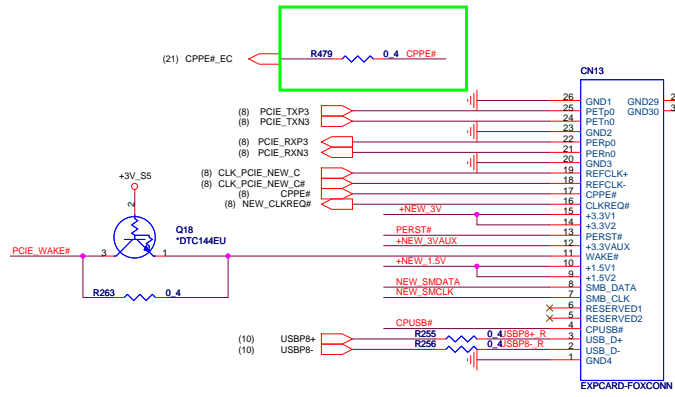 (21) CPPE#_EC
R479 0_4 CPPE#
CN13
26 GND1 GND29
25 PETp0 GND30
24 PETn0
23 GND2
22 PERp0
21 PERn0
20 GND3
19 REFCLK+
18 REFCLK-
17 CPPE#
16 CLKREQ#
15 +3.3V1
14 +3.3V2
13 PERST#
12 +3.3VAUX
11 WAKE#
10 +1.5V1
9 +1.5V2
8 SMB_DATA
7 SMB_CLK
6 RESERVED1
5 RESERVED2
4 CPUSB#
3 USB_D+
2 USB_D-
1 GND4
EXPCARD-FOXCONN
(8) PCIE_TXP3
(8) PCIE_TXN3
(8) PCIE_RXP3
(8) PCIE_RXN3
(8) CLK_PCIE_NEW_C
(8) CLK_PCIE_NEW_C#
(8) CPPE#
(8) NEW_CLKREQ#
+NEW_3V
PERST#
+NEW_3VAUX
+NEW_1.5V
NEW_SMDATA
NEW_SMCLK
CPUSB#
+3V_S5
2
Q18
*DTC144EU
PCIE_WAKE# 3 1
R263 0_4
(10) USBP8+ R255 0_4 USBP8+_R
(10) USBP8- R256 0_4 USBP8-_R